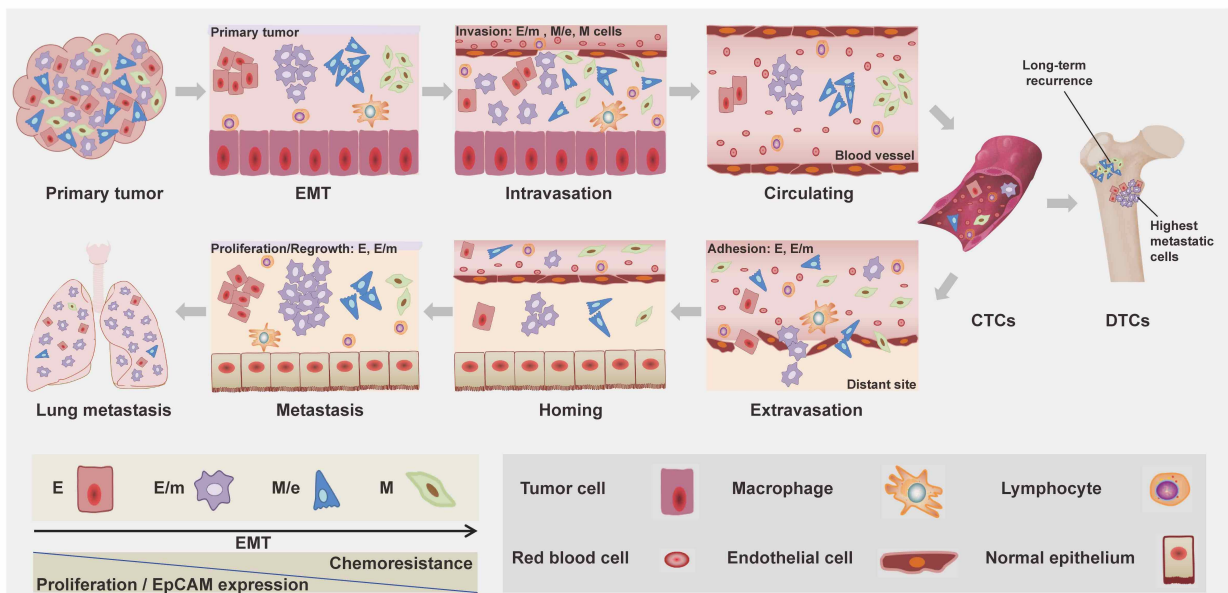 Primary tumor
Invasion: E/m , M/e, M cells
Long-term
recurrence
Blood vessel
Primary tumor
EMT
Intravasation
Circulating
Highest
metastatic
cells
Proliferation/Regrowth: E, E/m
Adhesion: E, E/m
CTCs
DTCs
Distant site
Lung metastasis
Metastasis
Homing
Extravasation
E
E/m
M/e
M
EMT
Chemoresistance
Proliferation / EpCAM expression
Tumor cell
Macrophage
Lymphocyte
Red blood cell
Endothelial cell
Normal epithelium